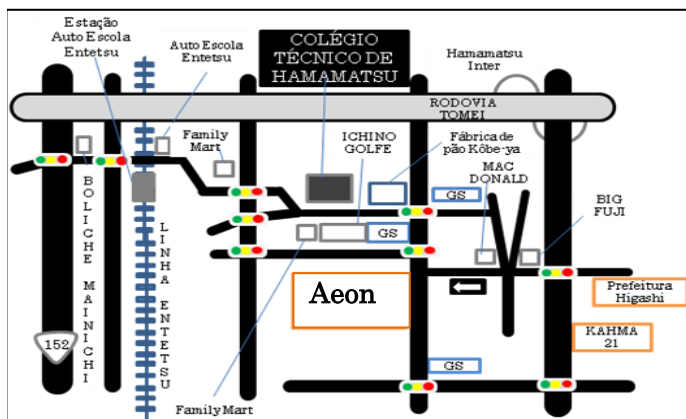 Estação
Auto Escola
Entetsu
Auto Escola
Entetsu
COLÉGIO
TÉCNICO DE
HAMAMATSU
Hamamatsu
Inter
RODOVIA
TOMEI
Family
Mart
ICHINO
GOLFE
Fábrica de
pão Kôbe-ya
MAC
DONALD
GS
BIG
FUJI
BOLICHE MAINICHI
LINHA ENTETSU
GS
Aeon
Prefeitura
Higashi
KAHMA
21
152
GS
Family Mart